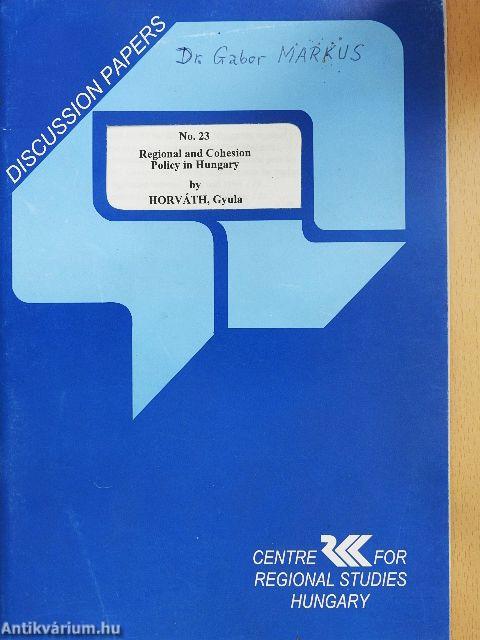 DISCUSSION PAPERS
Dr. Gabor MARKUS
No. 23
Regional and Cohesion
Policy in Hungary
by
HORVÁTH, Gyula
CENTRE FOR
REGIONAL STUDIES
HUNGARY
Antikvárium.hu